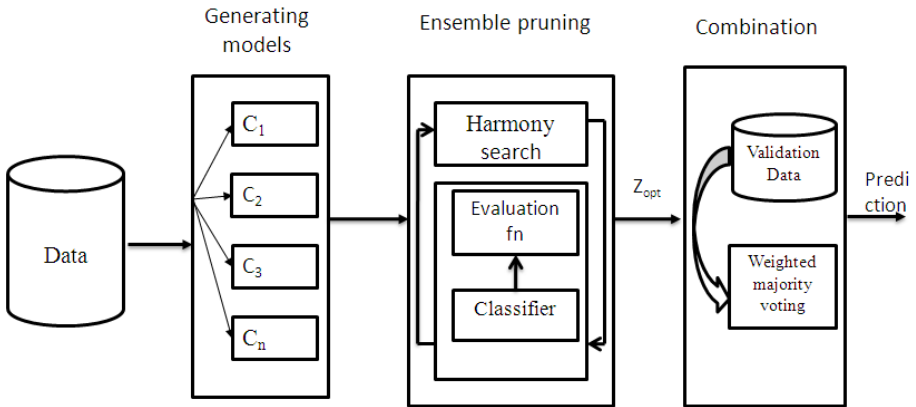 Generating
models
Ensemble pruning
Combination
Data
C1
C2
C3
Cn
Harmony
search
Evaluation
fn
Classifier
Zopt
Validation
Data
Weighted
majority
voting
Predi
ction